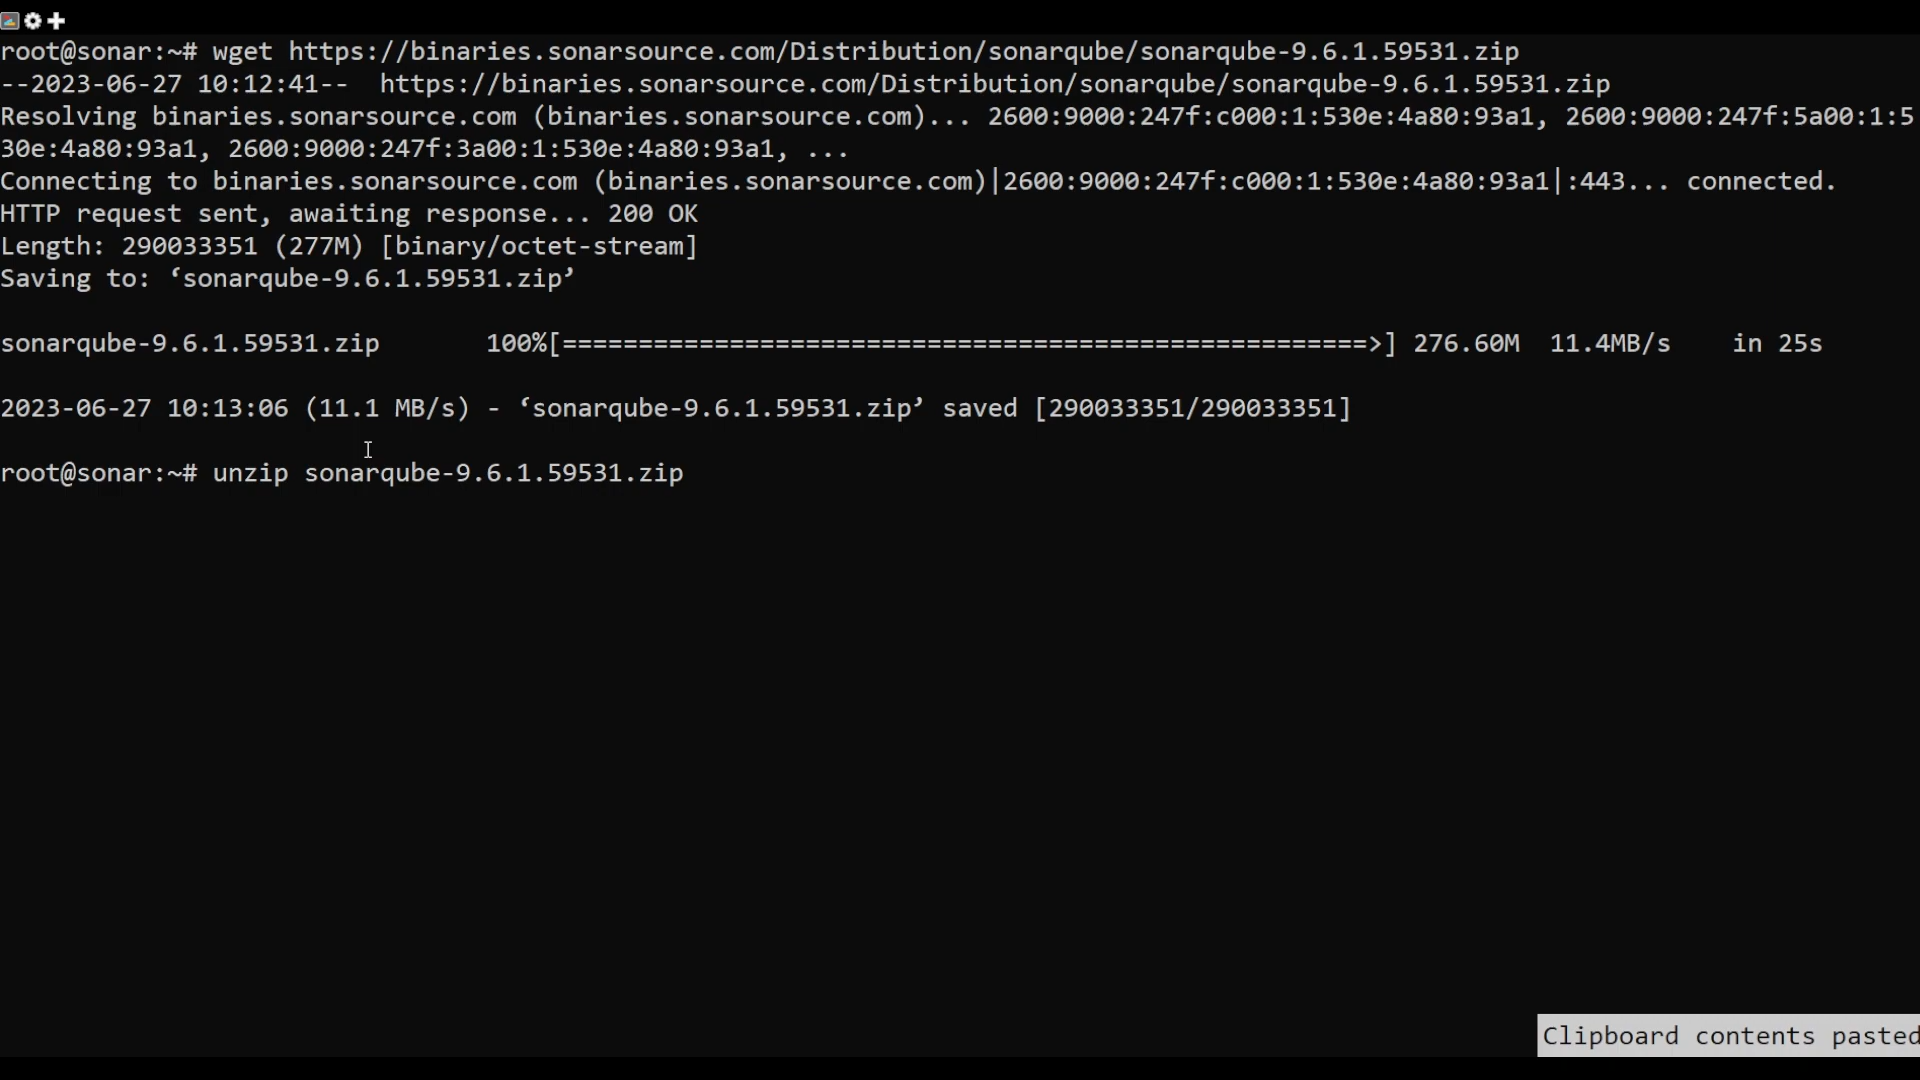 root@sonar:~# wget https://binaries.sonarsource.com/Distribution/sonarqube/sonarqube-9.6.1.59531.zip
--2023-06-27 10:12:41--  https://binaries.sonarsource.com/Distribution/sonarqube/sonarqube-9.6.1.59531.zip
Resolving binaries.sonarsource.com (binaries.sonarsource.com)... 2600:9000:247f:c000:1:530e:4a80:93a1, 2600:9000:247f:5a00:1:5
30e:4a80:93a1, 2600:9000:247f:3a00:1:530e:4a80:93a1, ...
Connecting to binaries.sonarsource.com (binaries.sonarsource.com)|2600:9000:247f:c000:1:530e:4a80:93a1|:443... connected.
HTTP request sent, awaiting response... 200 OK
Length: 290033351 (277M) [binary/octet-stream]
Saving to: ‘sonarqube-9.6.1.59531.zip’
sonarqube-9.6.1.59531.zip       100%[=====================================================>] 276.60M  11.4MB/s    in 25s
2023-06-27 10:13:06 (11.1 MB/s) - ‘sonarqube-9.6.1.59531.zip’ saved [290033351/290033351]
root@sonar:~# unzip sonarqube-9.6.1.59531.zip
Clipboard contents pasted